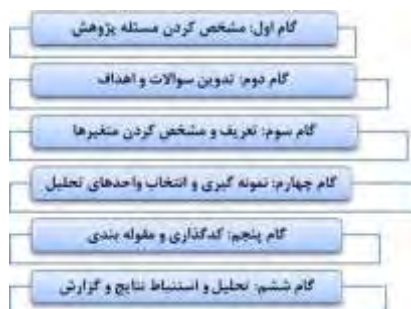 گام اول: مشخص کردن مسئله پژوهش
گام دوم: تدوین سوالات و اهداف
گام سوم: تعریف و مشخص کردن متغیرها
گام چهارم: نمونه گیری و انتخاب واحدهای تحلیل
گام پنجم: کدگذاری و مقوله بندی
گام ششم: تحلیل و استنباط نتایج و گزارش